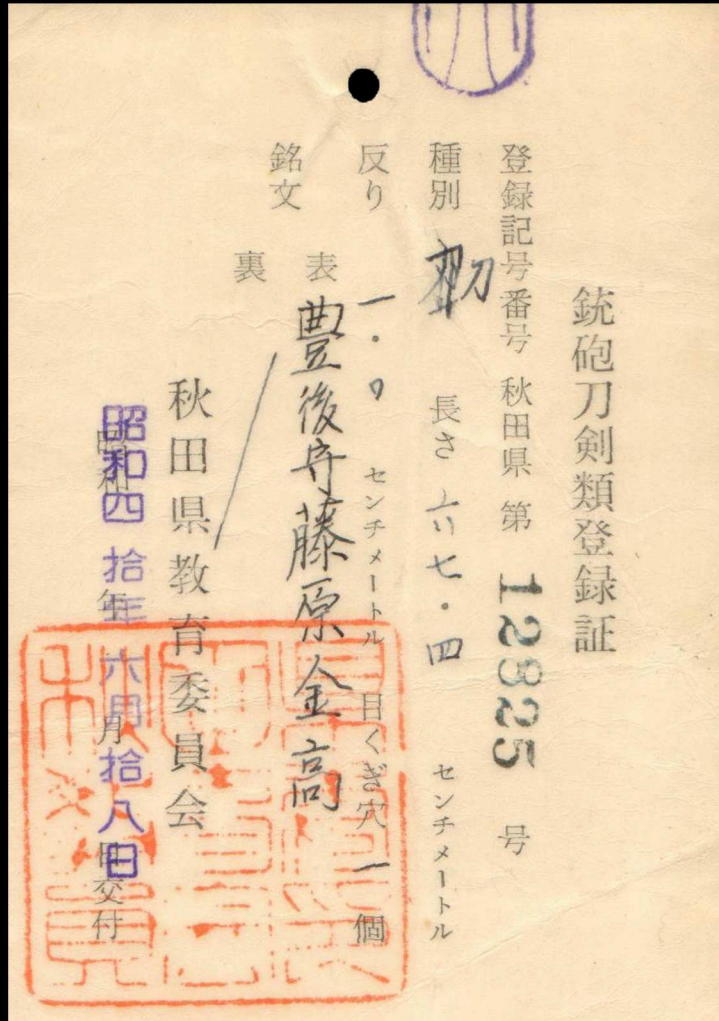 銃砲刀剣類登録証
登録記号番号 秋田県 第 12825 号
種別 刀 長さ 六七・四 センチメートル
反り 一・〇 センチメートル 目くぎ穴 一 個
銘文 表 豊後守藤原金高
裏
秋田県教育委員会
昭和四拾年六月拾八日交付